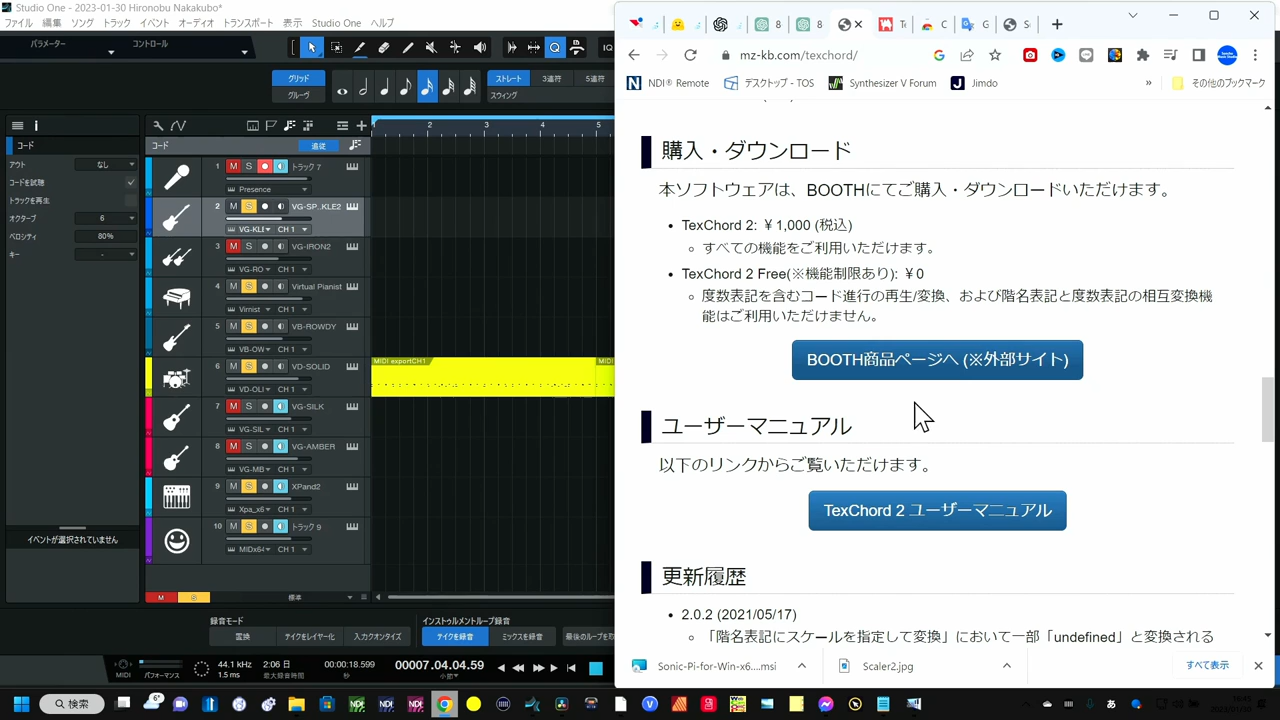 Studio One - 2023-01-30 Hironobu Nakakubo*
ファイル 編集 ソング トラック イベント オーディオ トランスポート 表示 Studio One ヘルプ
パラメーター コントロール
グリッド
グルーヴ
ストレート 3連符 5連符
スウィング
コード
アウト なし
コードを試聴
トラックを再生
オクターブ 6
ベロシティ 80%
キー -
イベントが選択されていません
コード 追従
2 3 4 5
1 M S トラック 7
Presence
2 M S VG-SP..KLE2
VG-KLE CH 1
3 M S VG-IRON2
VG-RO CH 1
4 M S Virtual Pianist
Virnist CH 1
5 M S VB-ROWDY
VB-OW CH 1
6 M S VD-SOLID
VD-OLI CH 1
7 M S VG-SILK
VG-SIL CH 1
8 M S VG-AMBER
VG-MB CH 1
9 M S XPand2
Xpa_x6 CH 1
10 M S トラック 9
MIDIx64 CH 1
MIDI exportCH1
M S 標準
録音モード
置換 テイクをレイヤー化 入力クオンタイズ
インストゥルメントループ録音
テイクを録音 ミックスを録音
MIDI パフォーマンス
44.1 kHz
1.5 ms
2:06 日
最大録音時間
00:00:18.599
秒
00007.04.04.59
小節
mz-kb.com/texchord/
NDI® Remote デスクトップ - TOS Synthesizer V Forum Jimdo » その他のブックマーク
購入・ダウンロード
本ソフトウェアは、BOOTHにてご購入・ダウンロードいただけます。
• TexChord 2: ￥1,000 (税込)
すべての機能をご利用いただけます。
• TexChord 2 Free(※機能制限あり): ￥0
度数表記を含むコード進行の再生/変換、および階名表記と度数表記の相互変換機
能はご利用いただけません。
BOOTH商品ページへ (※外部サイト)
ユーザーマニュアル
以下のリンクからご覧いただけます。
TexChord 2 ユーザーマニュアル
更新履歴
• 2.0.2 (2021/05/17)
「階名表記にスケールを指定して変換」において一部「undefined」と変換される
Sonic-Pi-for-Win-x6....msi
Scaler2.jpg
すべて表示
検索